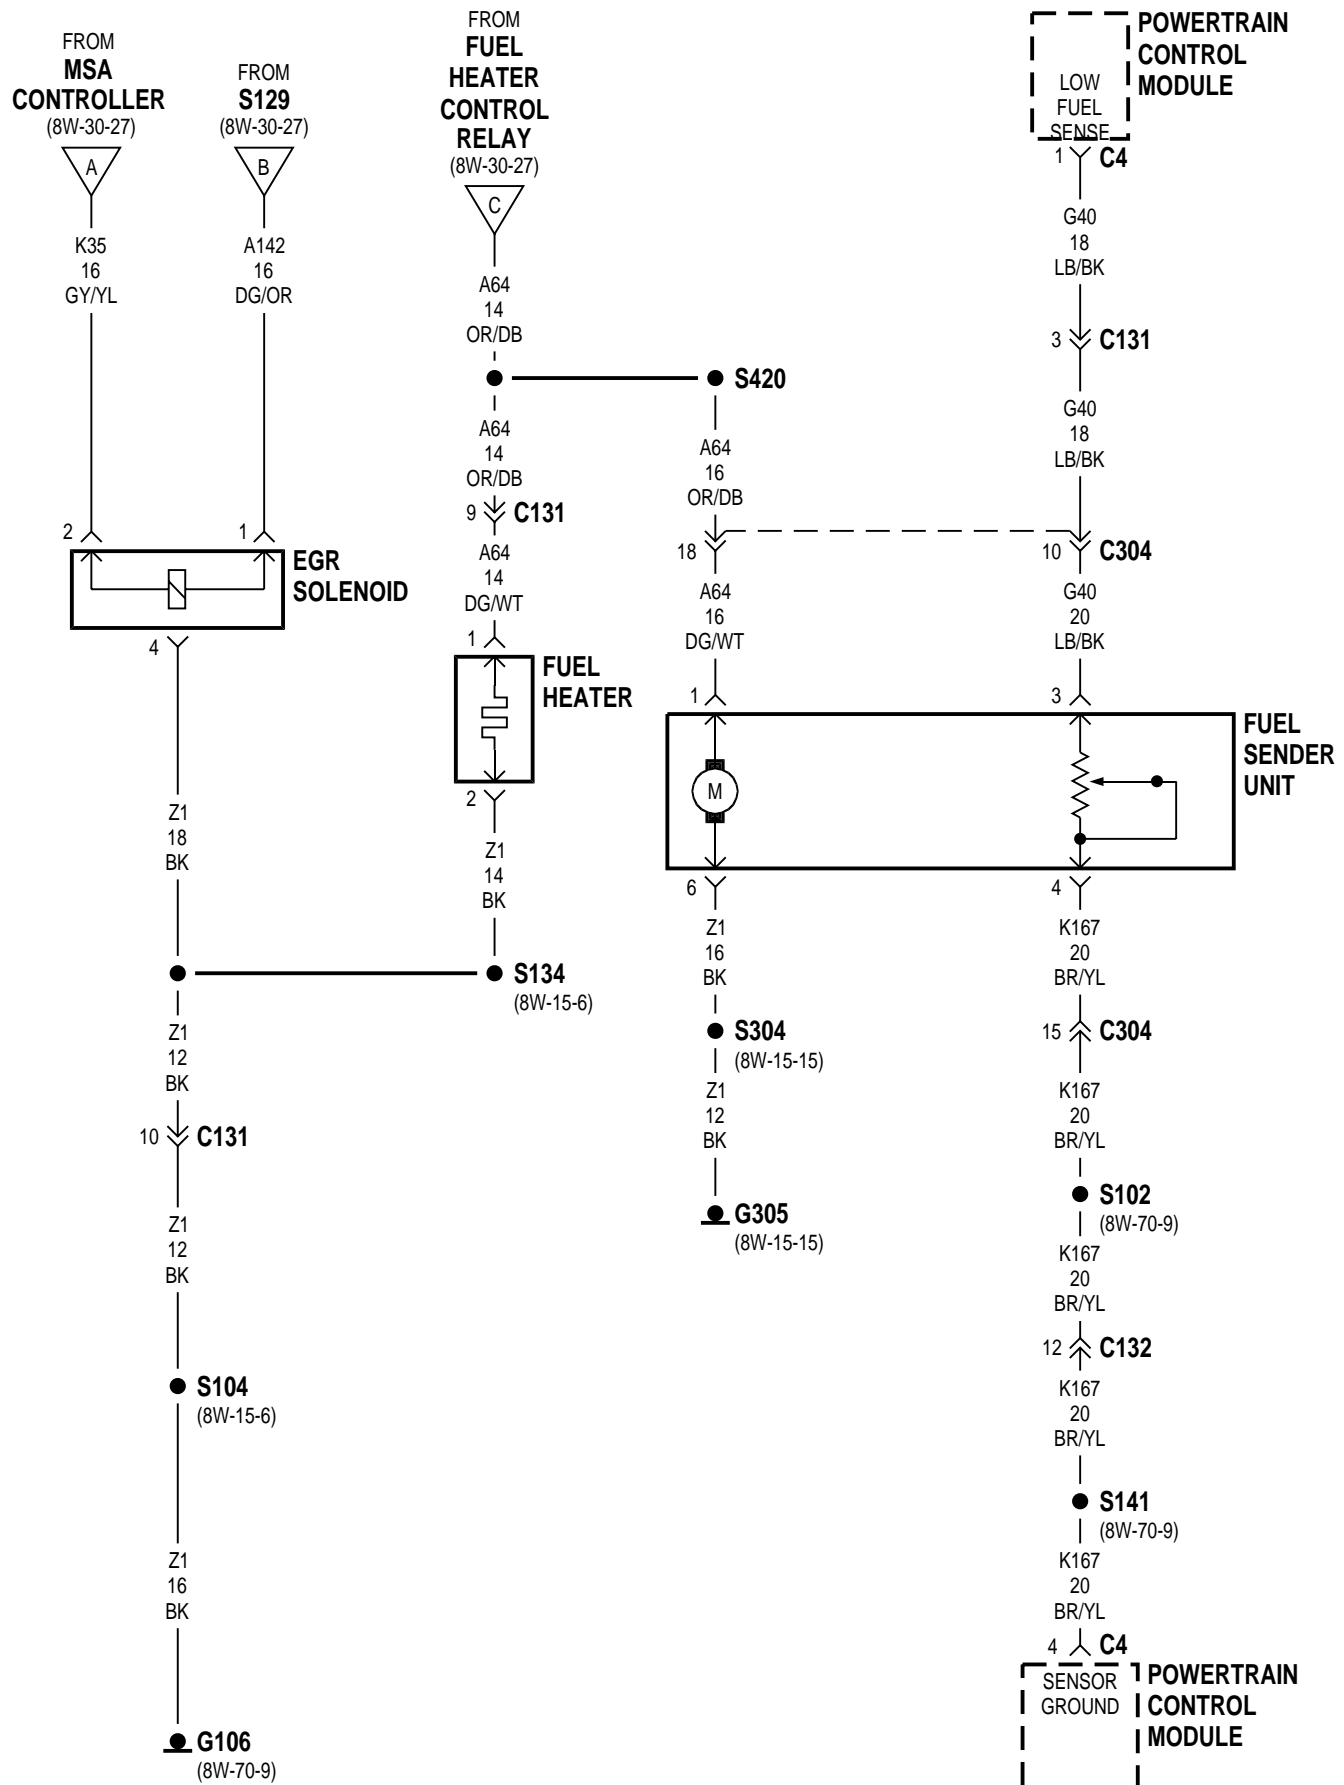 FROM
MSA
CONTROLLER
(8W-30-27)
A
K35
16
GY/YL
2
FROM
S129
(8W-30-27)
B
A142
16
DG/OR
1
EGR
SOLENOID
4
Z1
18
BK
Z1
12
BK
10 C131
Z1
12
BK
S104
(8W-15-6)
Z1
16
BK
G106
(8W-70-9)
FROM
FUEL
HEATER
CONTROL
RELAY
(8W-30-27)
C
A64
14
OR/DB
A64
14
OR/DB
9 C131
A64
14
DG/WT
1
FUEL
HEATER
2
Z1
14
BK
S134
(8W-15-6)
S420
A64
16
OR/DB
18
A64
16
DG/WT
1
M
6
Z1
16
BK
S304
(8W-15-15)
Z1
12
BK
G305
(8W-15-15)
POWERTRAIN
CONTROL
MODULE
LOW
FUEL
SENSE
1 C4
G40
18
LB/BK
3 C131
G40
18
LB/BK
10 C304
G40
20
LB/BK
3
FUEL
SENDER
UNIT
4
K167
20
BR/YL
15 C304
K167
20
BR/YL
S102
(8W-70-9)
K167
20
BR/YL
12 C132
K167
20
BR/YL
S141
(8W-70-9)
K167
20
BR/YL
4 C4
SENSOR
GROUND
POWERTRAIN
CONTROL
MODULE